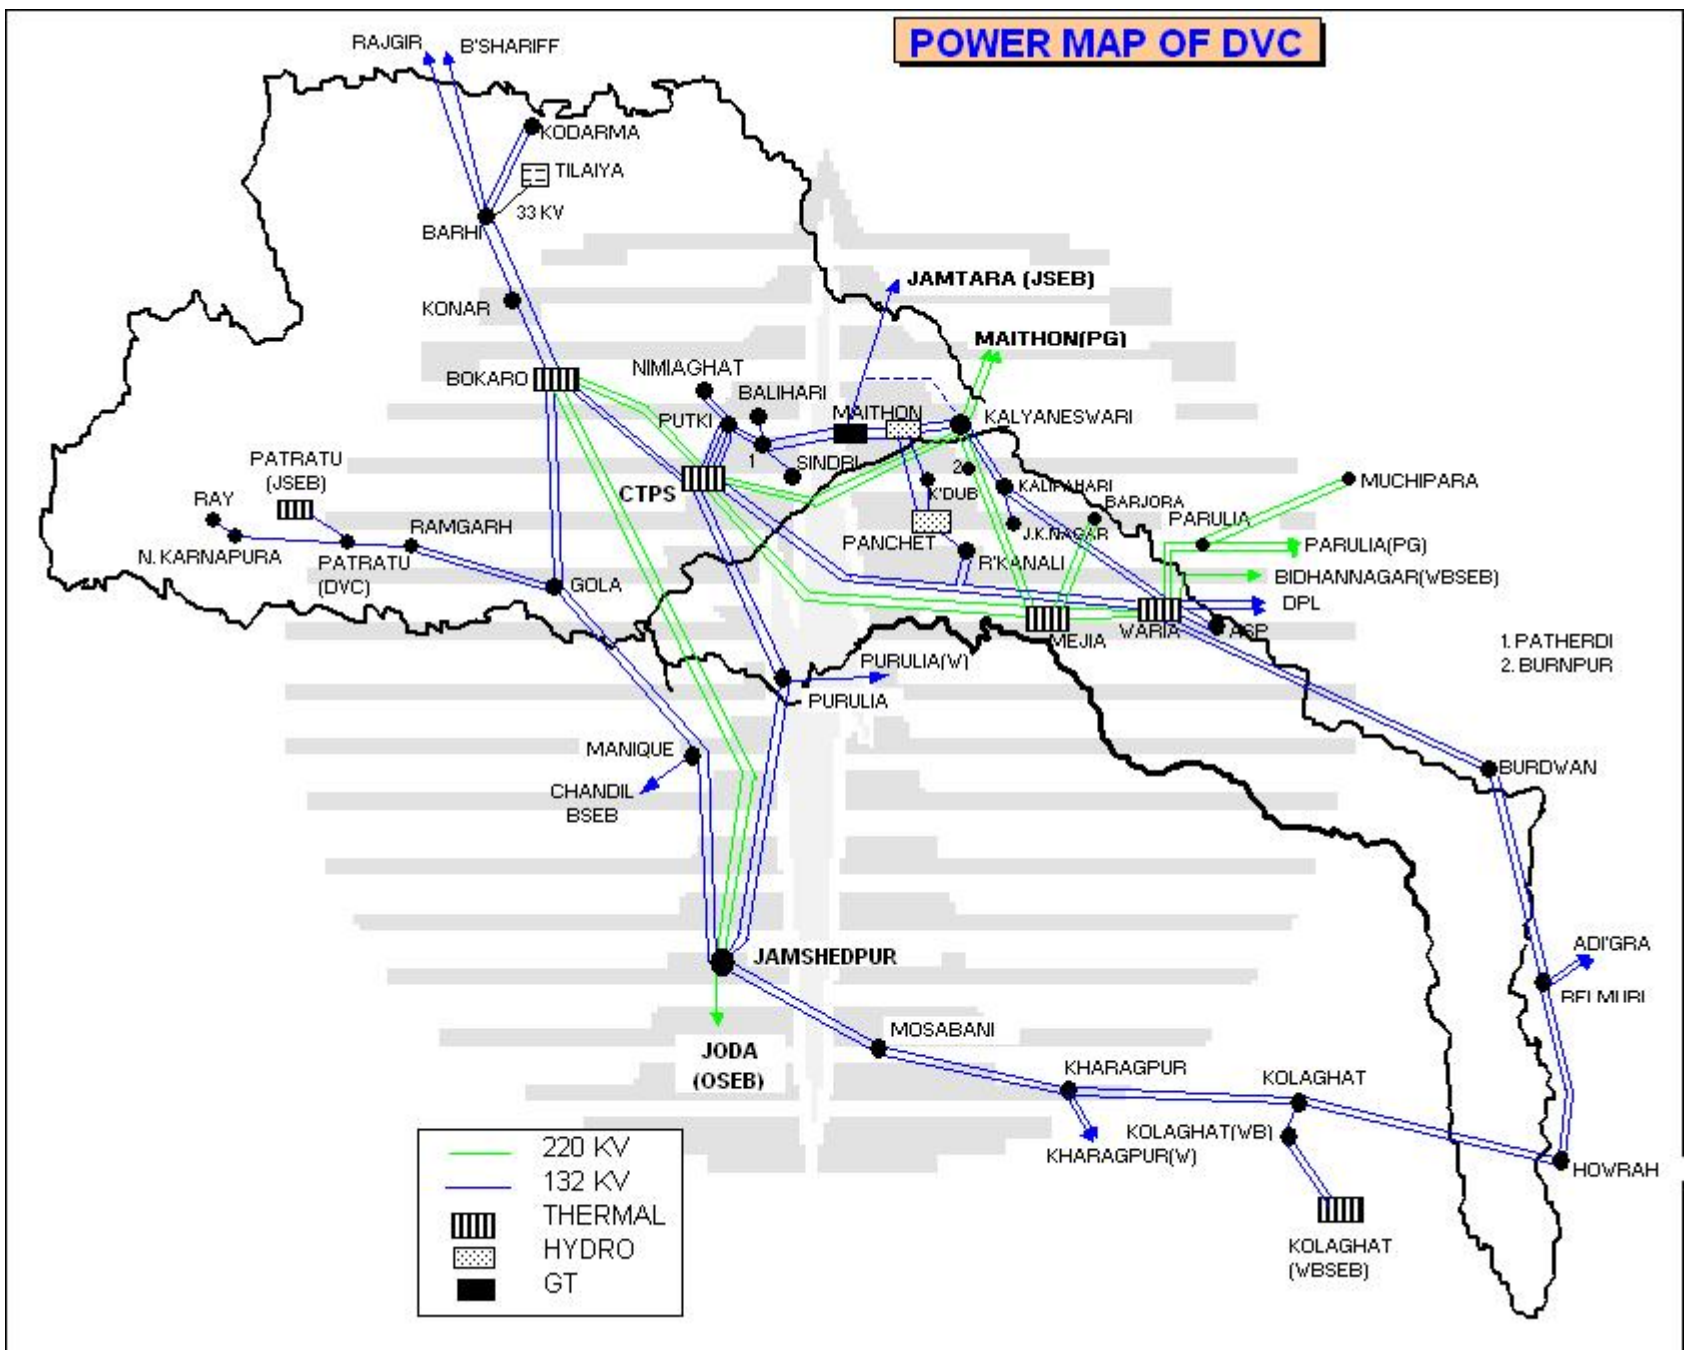 POWER MAP OF DVC
RAJGIR
B'SHARIFF
KODARMA
TILAIYA
33 KV
BARHI
KONAR
JAMTARA (JSEB)
MAITHON(PG)
NIMIAGHAT
BOKARO
BALIHARI
MAITHON
KALYANESWARI
PUTKI
1
SINDRI
2
CTPS
K'DUB
KALIPAHARI
BARJORA
MUCHIPARA
PATRATU
(JSEB)
RAY
RAMGARH
PARULIA
J.K.NAGAR
PANCHET
PARULIA(PG)
N.KARNAPURA
PATRATU
(DVC)
R'KANALI
BIDHANNAGAR(WBSEB)
GOLA
DPL
MEJIA
WARIA
ASP
1. PATHERDI
2. BURNPUR
PURULIA(W)
PURULIA
MANIQUE
BURDWAN
CHANDIL
BSEB
ADI'GRA
JAMSHEDPUR
BELMURI
MOSABANI
JODA
(OSEB)
KHARAGPUR
KOLAGHAT
KOLAGHAT(WB)
KHARAGPUR(W)
HOWRAH
KOLAGHAT
(WBSEB)
220 KV
132 KV
THERMAL
HYDRO
GT